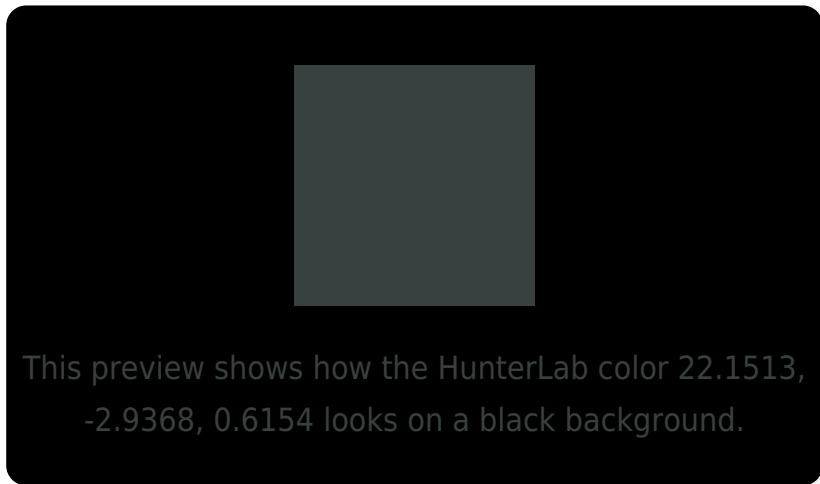 This preview shows how the HunterLab color 22.1513,
-2.9368, 0.6154 looks on a black background.